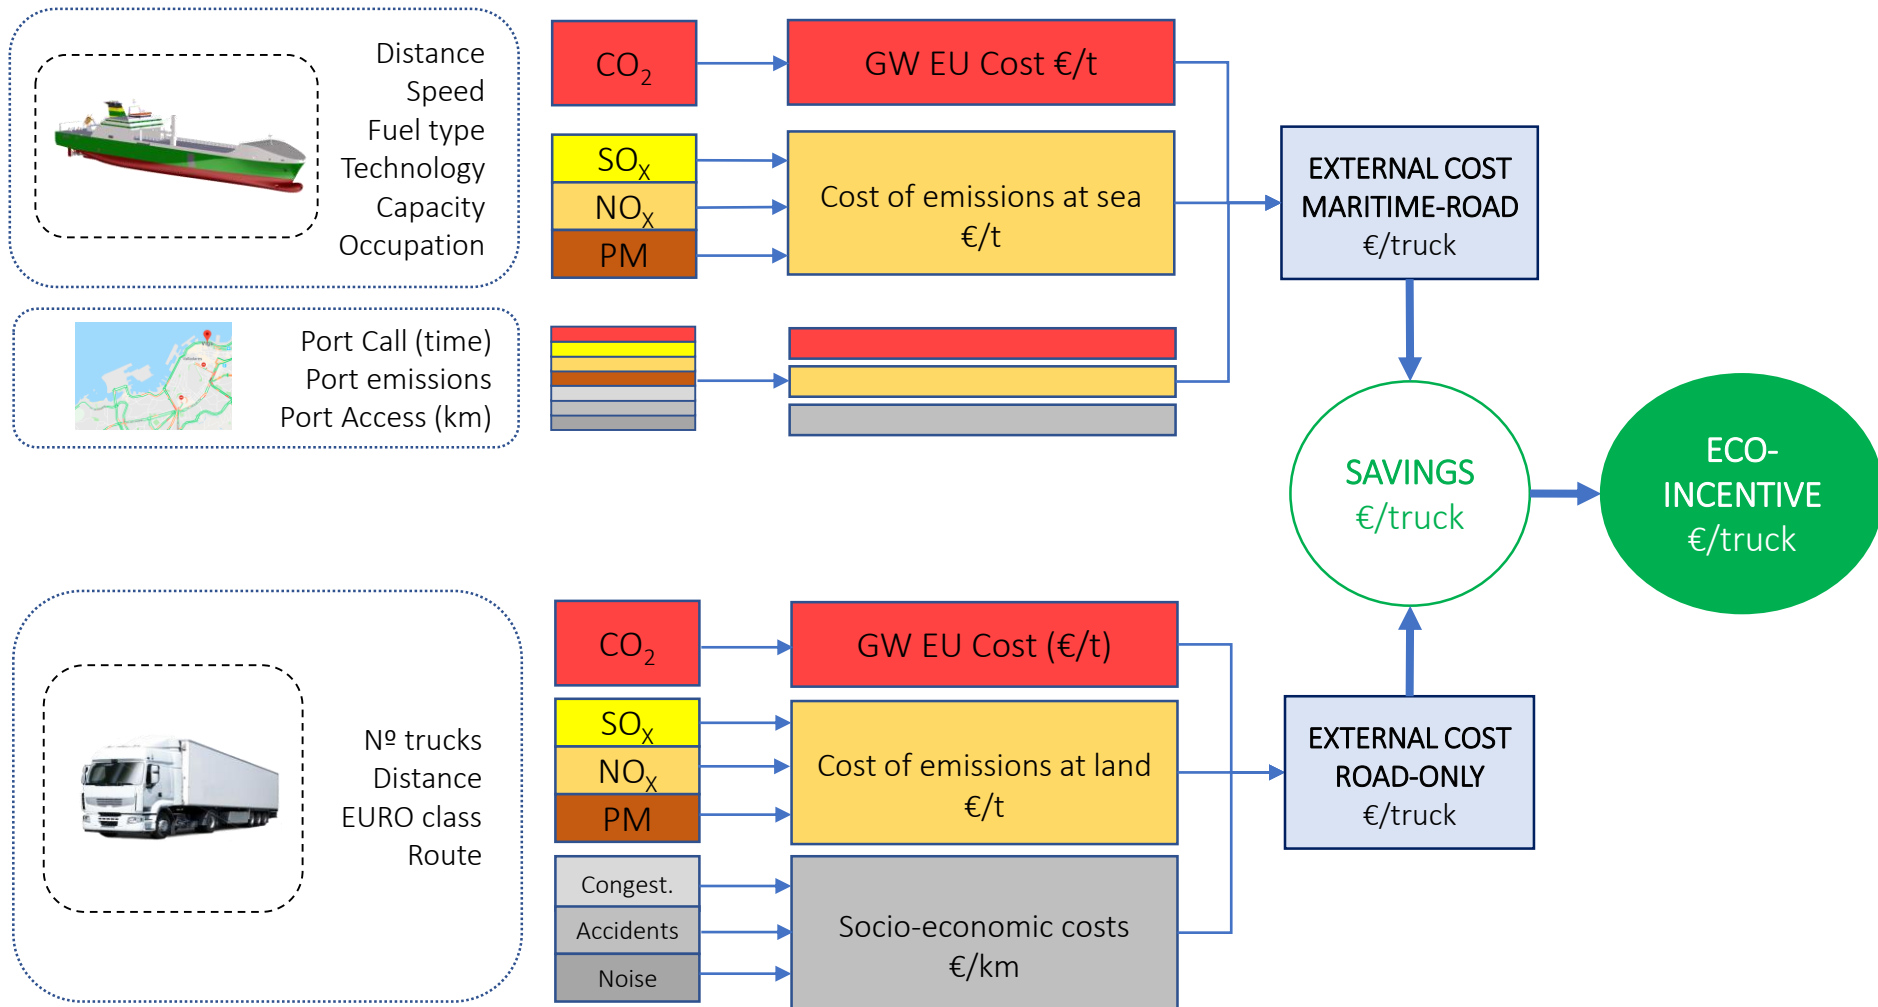 Distance
Speed
Fuel type
Technology
Capacity
Occupation
CO2
GW EU Cost €/t
SOX
NOX
PM
Cost of emissions at sea
€/t
EXTERNAL COST
MARITIME-ROAD
€/truck
Port Call (time)
Port emissions
Port Access (km)
SAVINGS
€/truck
ECO-
INCENTIVE
€/truck
Nº trucks
Distance
EURO class
Route
CO2
GW EU Cost (€/t)
SOX
NOX
PM
Cost of emissions at land
€/t
Congest.
Accidents
Noise
Socio-economic costs
€/km
EXTERNAL COST
ROAD-ONLY
€/truck